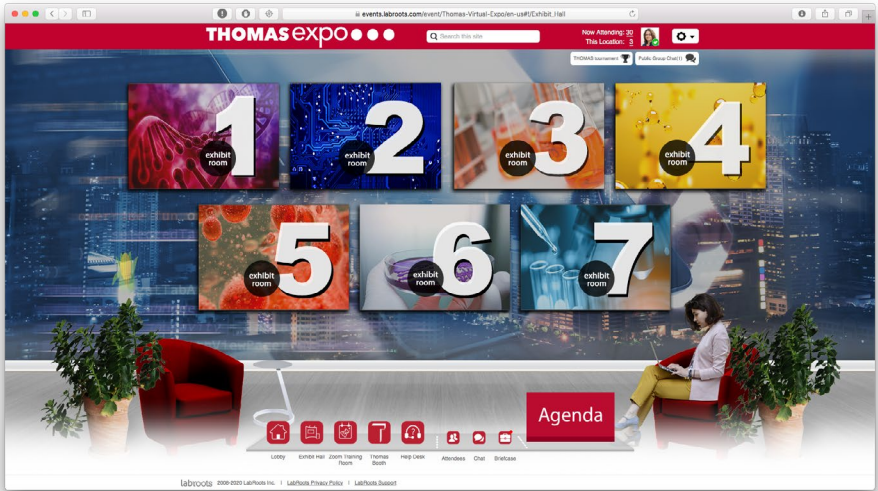 events.labroots.com/event/Thomas-Virtual-Expo/en-us#!/Exhibit_Hall
THOMAS expo
Search this site
Now Attending: 30
This Location: 3
THOMAS tournament
Public Group Chat(1)
1
exhibit
room
2
exhibit
room
3
exhibit
room
4
exhibit
room
5
exhibit
room
6
exhibit
room
7
exhibit
room
Agenda
Lobby
Exhibit Hall
Zoom Training
Room
Thomas
Booth
Help Desk
Attendees
Chat
Briefcase
labroots 2008-2020 LabRoots Inc. | LabRoots Privacy Policy | LabRoots Support